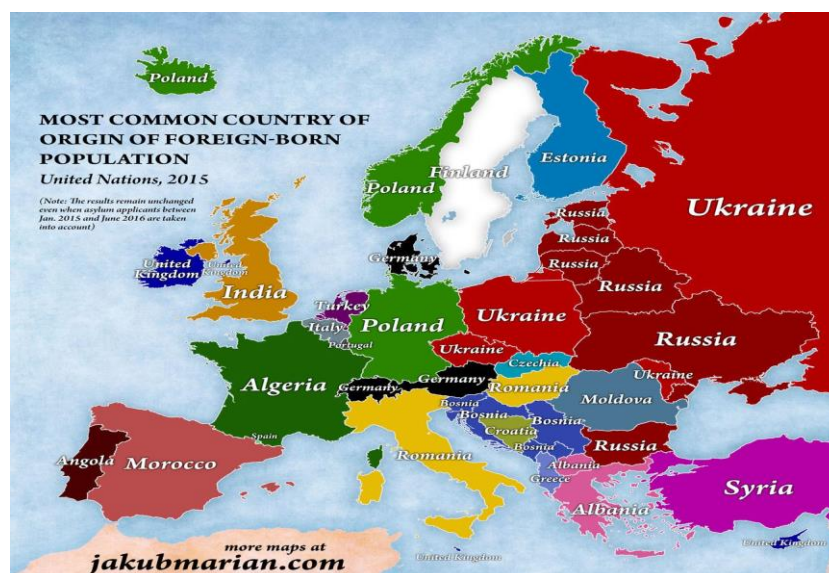 Poland
MOST COMMON COUNTRY OF
ORIGIN OF FOREIGN-BORN
POPULATION
United Nations, 2015
(Note: The results remain unchanged
even when asylum applicants between
Jan. 2015 and June 2016 are taken
into account)
Poland
Finland
Estonia
Ukraine
Russia
Russia
Russia
Russia
Germany
United
Kingdom
United
Kingdom
India
Turkey
Italy
Portugal
Poland
Ukraine
Ukraine
Russia
Czechia
Algeria
Germany
Germany
Romania
Ukraine
Moldova
Bosnia
Bosnia
Bosnia
Croatia
Bosnia
Russia
Spain
Angola
Morocco
Romania
Albania
Greece
Albania
Syria
United Kingdom
United Kingdom
more maps at
jakubmarian.com